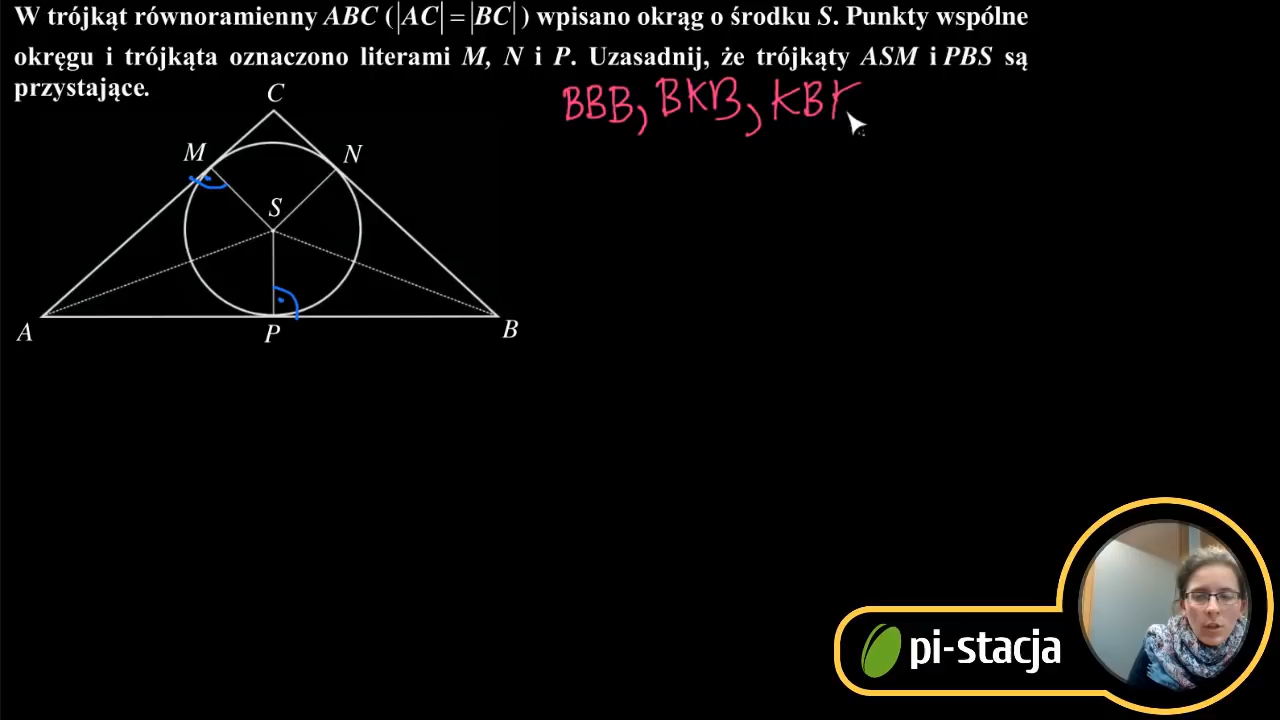 W trójkąt równoramienny ABC (|AC| = |BC|) wpisano okrąg o środku S. Punkty wspólne
okręgu i trójkąta oznaczono literami M, N i P. Uzasadnij, że trójkąty ASM i PBS są
przystające.
BBB, BKB, KBK
C
M
N
S
A
P
B
pi-stacja